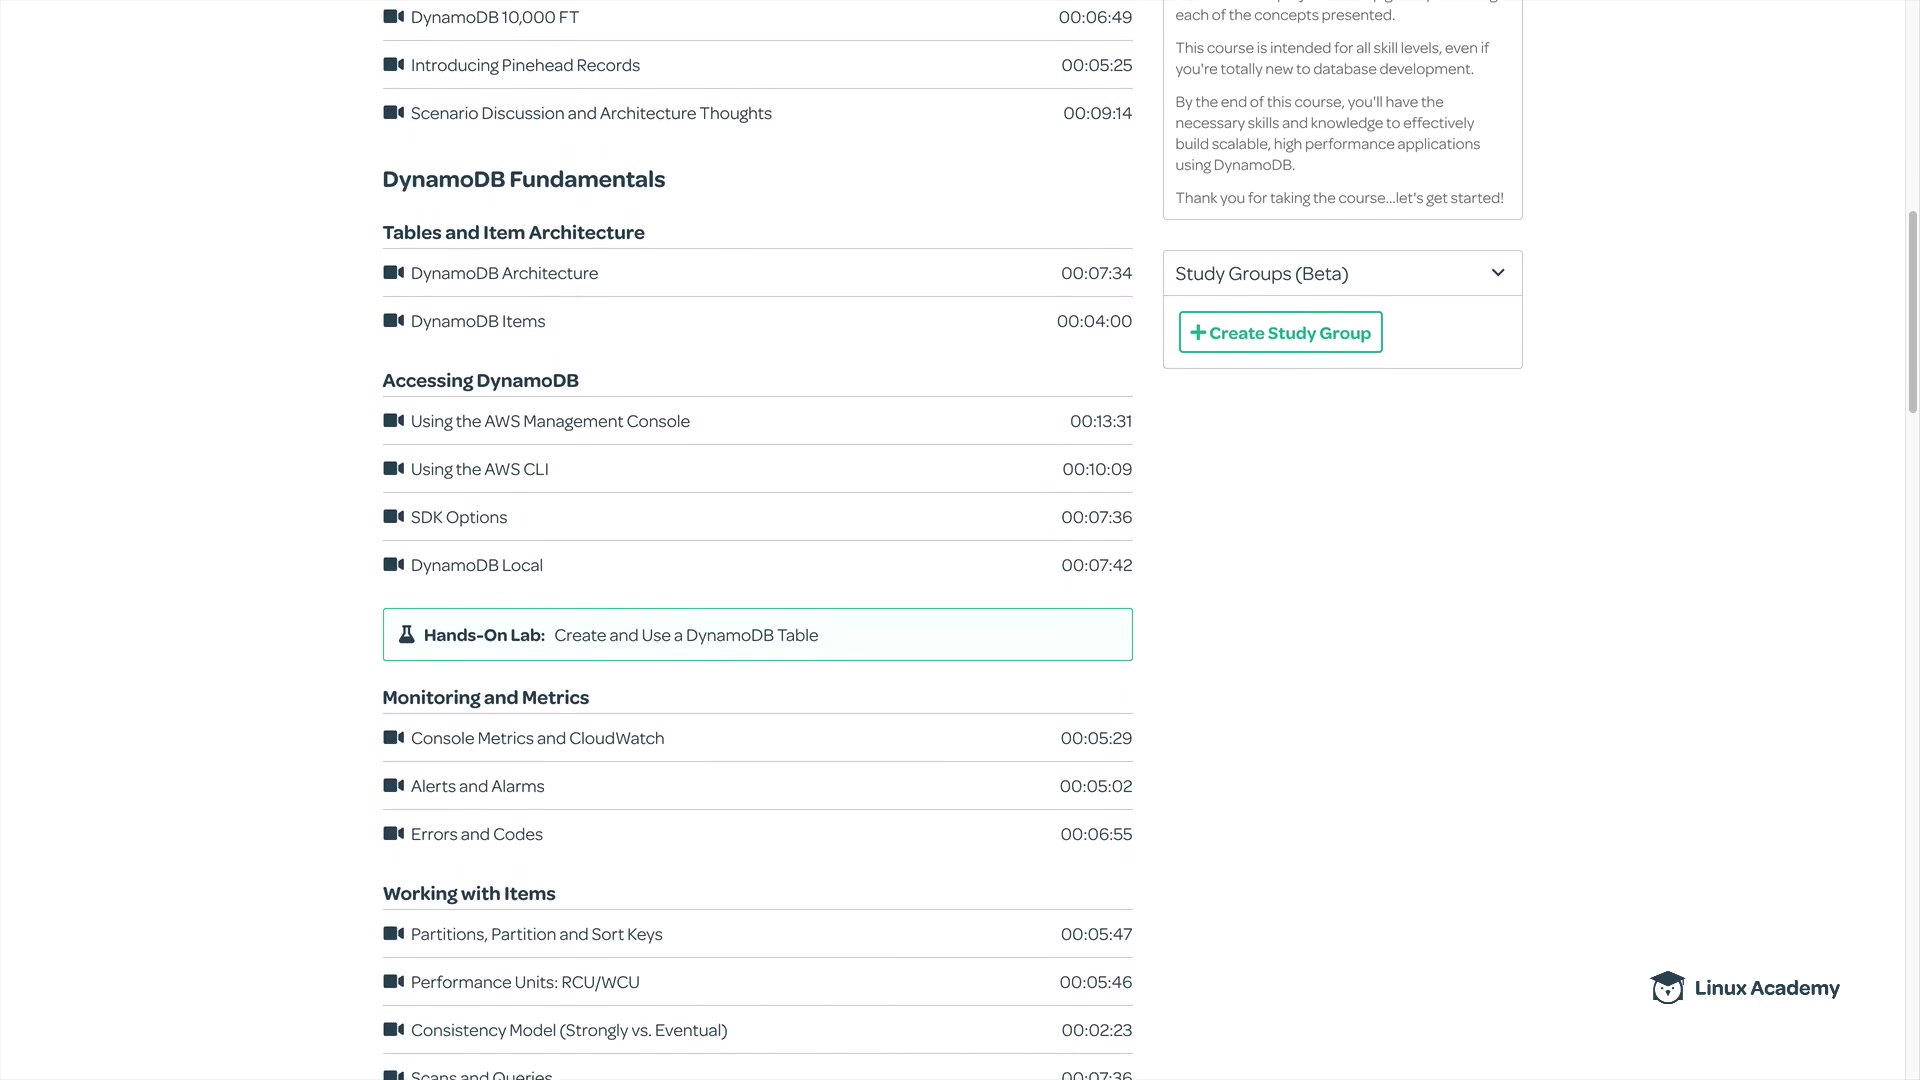 DynamoDB 10,000 FT 00:06:49
Introducing Pinehead Records 00:05:25
Scenario Discussion and Architecture Thoughts 00:09:14
DynamoDB Fundamentals
Tables and Item Architecture
DynamoDB Architecture 00:07:34
DynamoDB Items 00:04:00
Accessing DynamoDB
Using the AWS Management Console 00:13:31
Using the AWS CLI 00:10:09
SDK Options 00:07:36
DynamoDB Local 00:07:42
Hands-On Lab: Create and Use a DynamoDB Table
Monitoring and Metrics
Console Metrics and CloudWatch 00:05:29
Alerts and Alarms 00:05:02
Errors and Codes 00:06:55
Working with Items
Partitions, Partition and Sort Keys 00:05:47
Performance Units: RCU/WCU 00:05:46
Consistency Model (Strongly vs. Eventual) 00:02:23
Scans and Queries 00:07:36
each of the concepts presented.
This course is intended for all skill levels, even if
you're totally new to database development.
By the end of this course, you'll have the
necessary skills and knowledge to effectively
build scalable, high performance applications
using DynamoDB.
Thank you for taking the course...let's get started!
Study Groups (Beta)
Create Study Group
Linux Academy